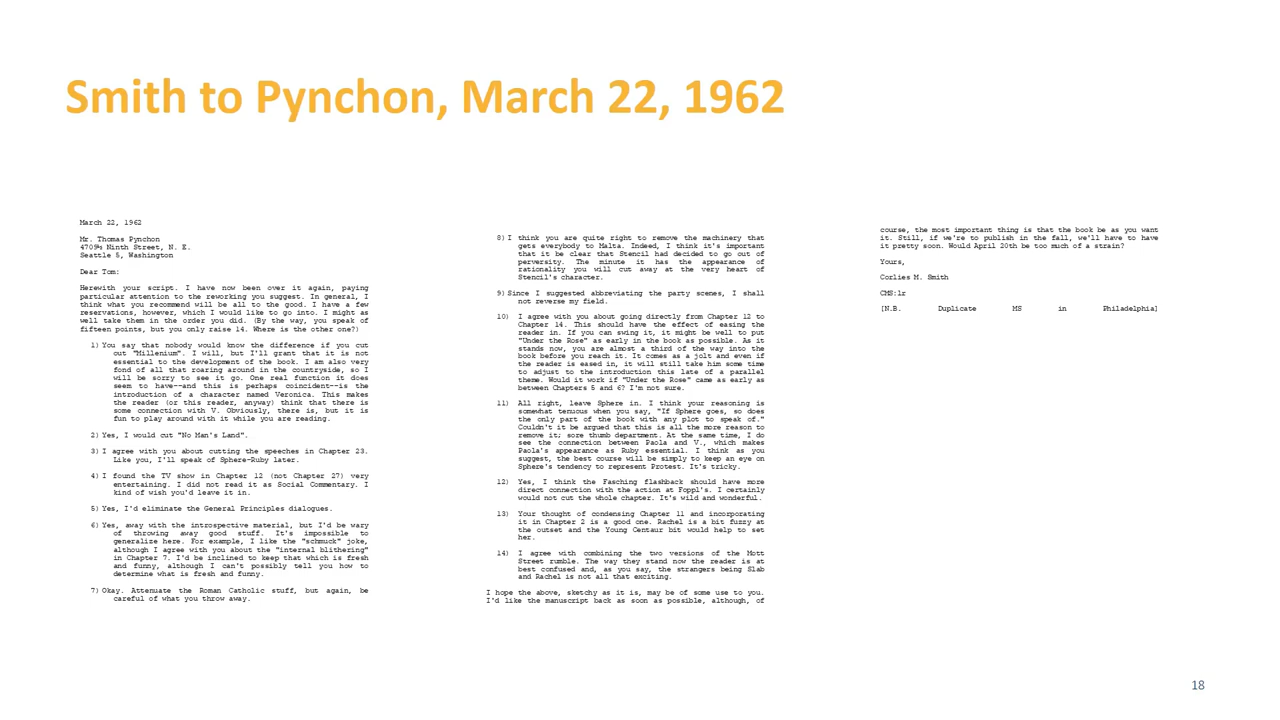 Smith to Pynchon, March 22, 1962
March 22, 1962
Mr. Thomas Pynchon
4709½ Ninth Street, N. E.
Seattle 5, Washington
Dear Tom:
Herewith your script. I have now been over it again, paying
particular attention to the reworking you suggest. In general, I
think what you recommend will be all to the good. I have a few
reservations, however, which I would like to go into. I might as
well take them in the order you did. (By the way, you speak of
fifteen points, but you only raise 14. Where is the other one?)
1) You say that nobody would know the difference if you cut
out "Millenium". I will, but I'll grant that it is not
essential to the development of the book. I am also very
fond of all that roaring around in the countryside, so I
will be sorry to see it go. One real function it does
seem to have--and this is perhaps coincident--is the
introduction of a character named Veronica. This makes
the reader (or this reader, anyway) think that there is
some connection with V. Obviously, there is, but it is
fun to play around with it while you are reading.
2) Yes, I would cut "No Man's Land".
3) I agree with you about cutting the speeches in Chapter 23.
Like you, I'll speak of Sphere-Ruby later.
4) I found the TV show in Chapter 12 (not Chapter 27) very
entertaining. I did not read it as Social Commentary. I
kind of wish you'd leave it in.
5) Yes, I'd eliminate the General Principles dialogues.
6) Yes, away with the introspective material, but I'd be wary
of throwing away good stuff. It's impossible to
generalize here. For example, I like the "schmuck" joke,
although I agree with you about the "internal blithering"
in Chapter 7. I'd be inclined to keep that which is fresh
and funny, although I can't possibly tell you how to
determine what is fresh and funny.
7) Okay. Attenuate the Roman Catholic stuff, but again, be
careful of what you throw away.
8) I think you are quite right to remove the machinery that
gets everybody to Malta. Indeed, I think it's important
that it be clear that Stencil had decided to go out of
perversity. The minute it has the appearance of
rationality you will cut away at the very heart of
Stencil's character.
9) Since I suggested abbreviating the party scenes, I shall
not reverse my field.
10) I agree with you about going directly from Chapter 12 to
Chapter 14. This should have the effect of easing the
reader in. If you can swing it, it might be well to put
"Under the Rose" as early in the book as possible. As it
stands now, you are almost a third of the way into the
book before you reach it. It comes as a jolt and even if
the reader is eased in, it will still take him some time
to adjust to the introduction this late of a parallel
theme. Would it work if "Under the Rose" came as early as
between Chapters 5 and 6? I'm not sure.
11) All right, leave Sphere in. I think your reasoning is
somewhat tenuous when you say, "If Sphere goes, so does
the only part of the book with any plot to speak of."
Couldn't it be argued that this is all the more reason to
remove it; sore thumb department. At the same time, I do
see the connection between Paola and V., which makes
Paola's appearance as Ruby essential. I think as you
suggest, the best course will be simply to keep an eye on
Sphere's tendency to represent Protest. It's tricky.
12) Yes, I think the Fasching flashback should have more
direct connection with the action at Foppl's. I certainly
would not cut the whole chapter. It's wild and wonderful.
13) Your thought of condensing Chapter 11 and incorporating
it in Chapter 2 is a good one. Rachel is a bit fuzzy at
the outset and the Young Centaur bit would help to set
her.
14) I agree with combining the two versions of the Mott
Street rumble. The way they stand now the reader is at
best confused and, as you say, the strangers being Slab
and Rachel is not all that exciting.
I hope the above, sketchy as it is, may be of some use to you.
I'd like the manuscript back as soon as possible, although, of
course, the most important thing is that the book be as you want
it. Still, if we're to publish in the fall, we'll have to have
it pretty soon. Would April 20th be too much of a strain?
Yours,
Corlies M. Smith
CMS:lr
[N.B. Duplicate MS in Philadelphia]
18